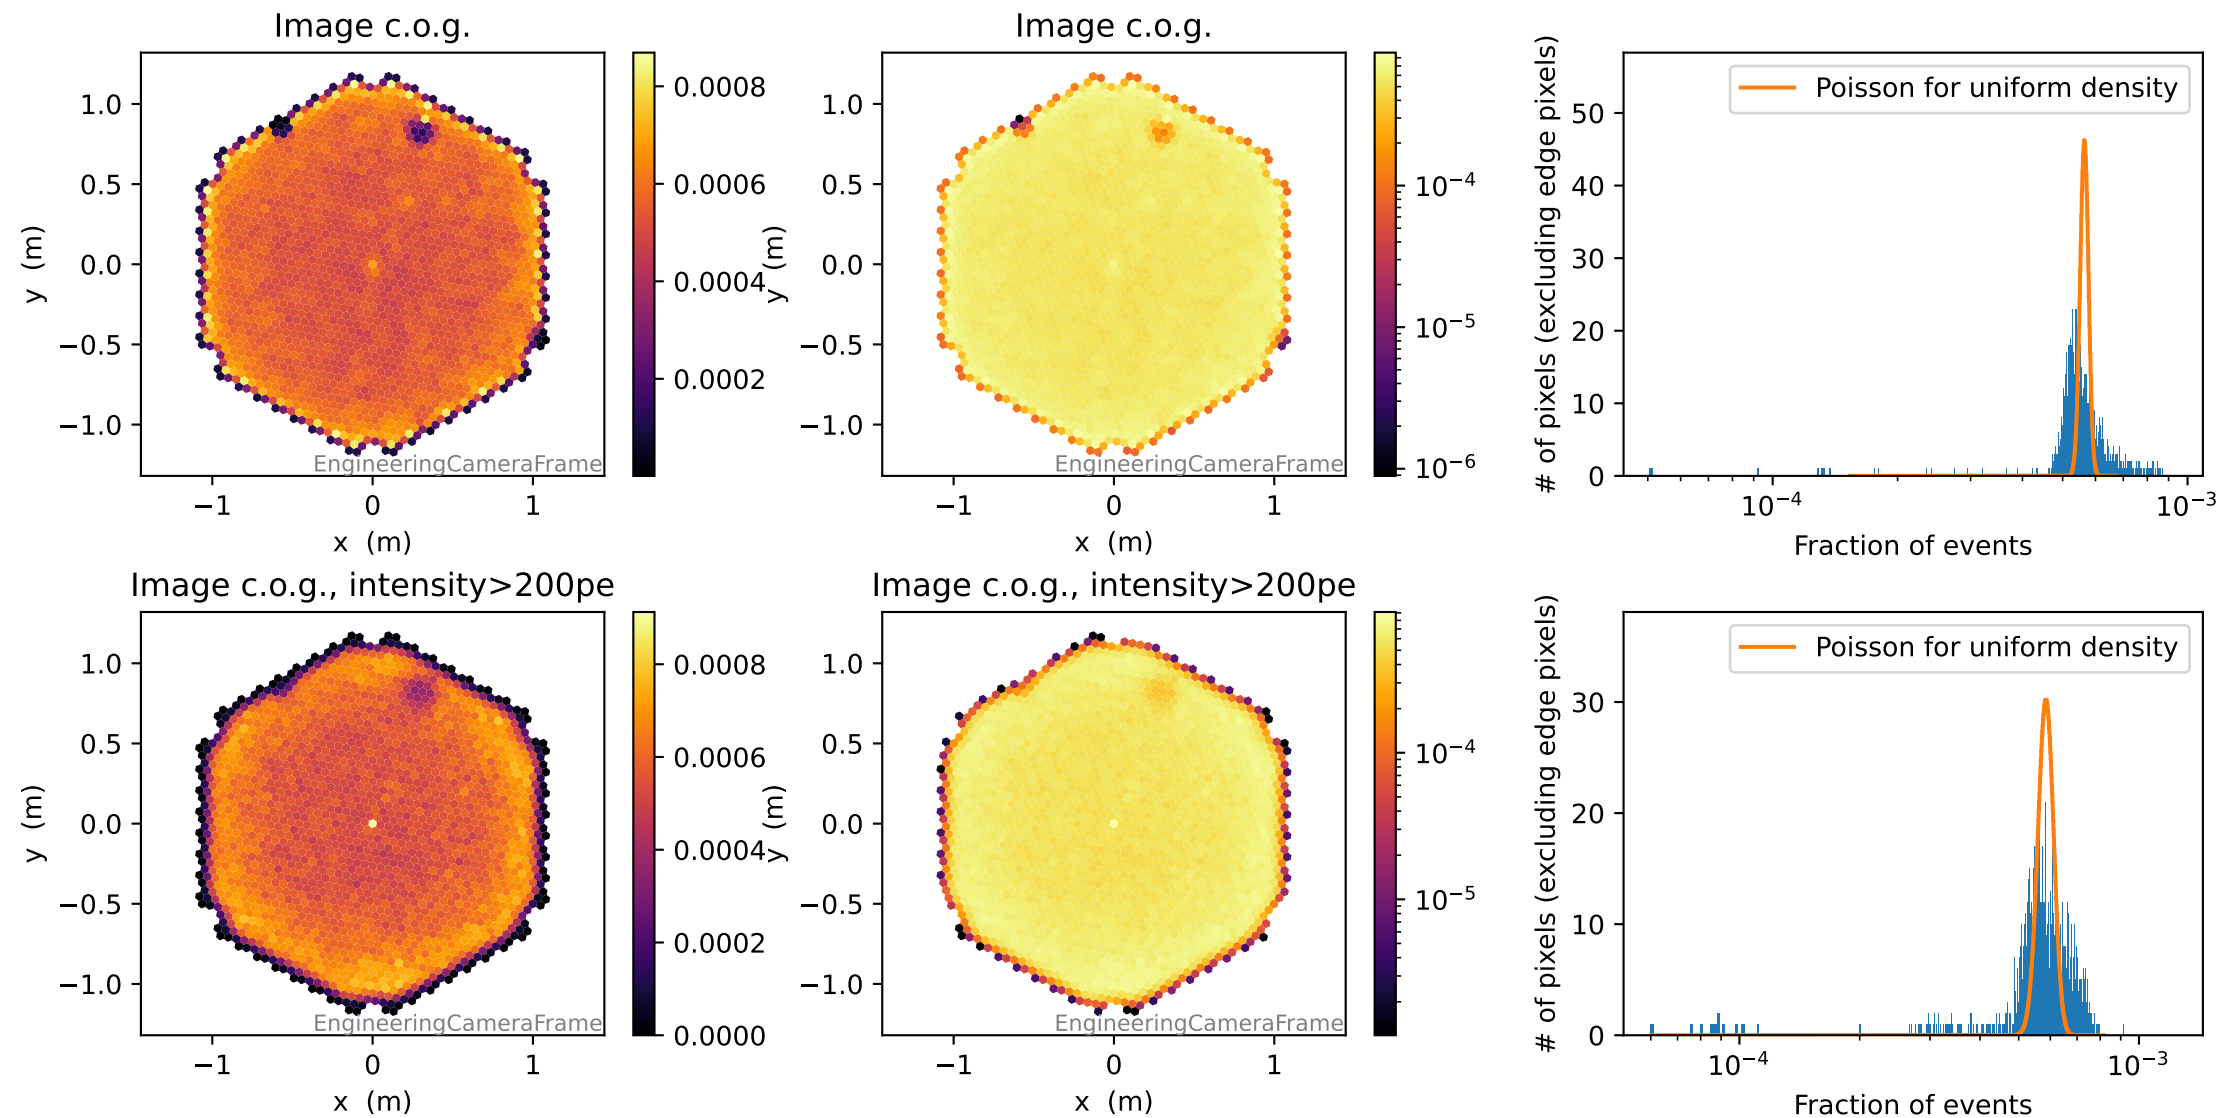 Image c.o.g.
1.0
0.5
0.0
−0.5
−1.0
y (m)
−1
0
1
x (m)
EngineeringCameraFrame
0.0008
0.0006
0.0004
0.0002
Image c.o.g.
1.0
0.5
0.0
−0.5
−1.0
y (m)
−1
0
1
x (m)
EngineeringCameraFrame
10⁻⁴
10⁻⁵
10⁻⁶
# of pixels (excluding edge pixels)
50
40
30
20
10
0
Poisson for uniform density
10⁻⁴
10⁻³
Fraction of events
Image c.o.g., intensity>200pe
1.0
0.5
0.0
−0.5
−1.0
y (m)
−1
0
1
x (m)
EngineeringCameraFrame
0.0008
0.0006
0.0004
0.0002
0.0000
Image c.o.g., intensity>200pe
1.0
0.5
0.0
−0.5
−1.0
y (m)
−1
0
1
x (m)
EngineeringCameraFrame
10⁻⁴
10⁻⁵
# of pixels (excluding edge pixels)
30
20
10
0
Poisson for uniform density
10⁻⁴
10⁻³
Fraction of events